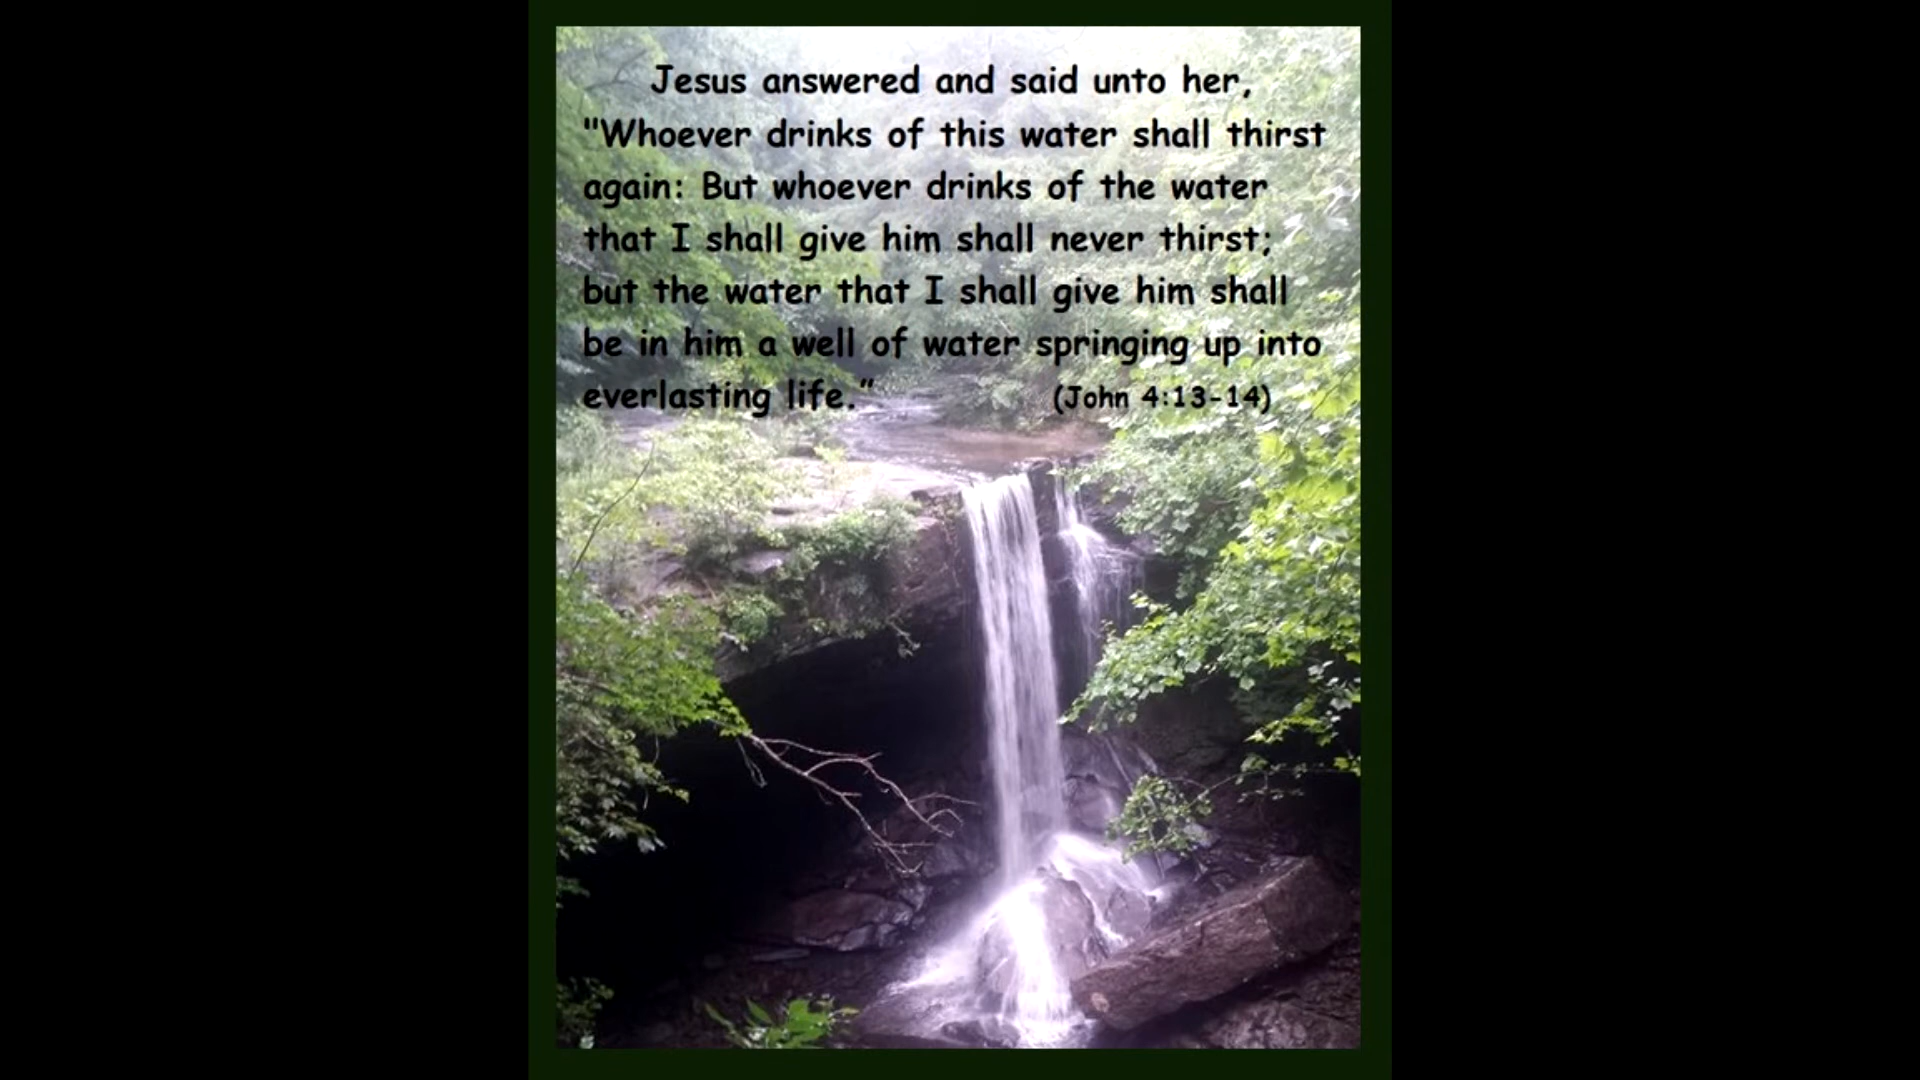 Jesus answered and said unto her,
"Whoever drinks of this water shall thirst
again: But whoever drinks of the water
that I shall give him shall never thirst;
but the water that I shall give him shall
be in him a well of water springing up into
everlasting life.” (John 4:13-14)